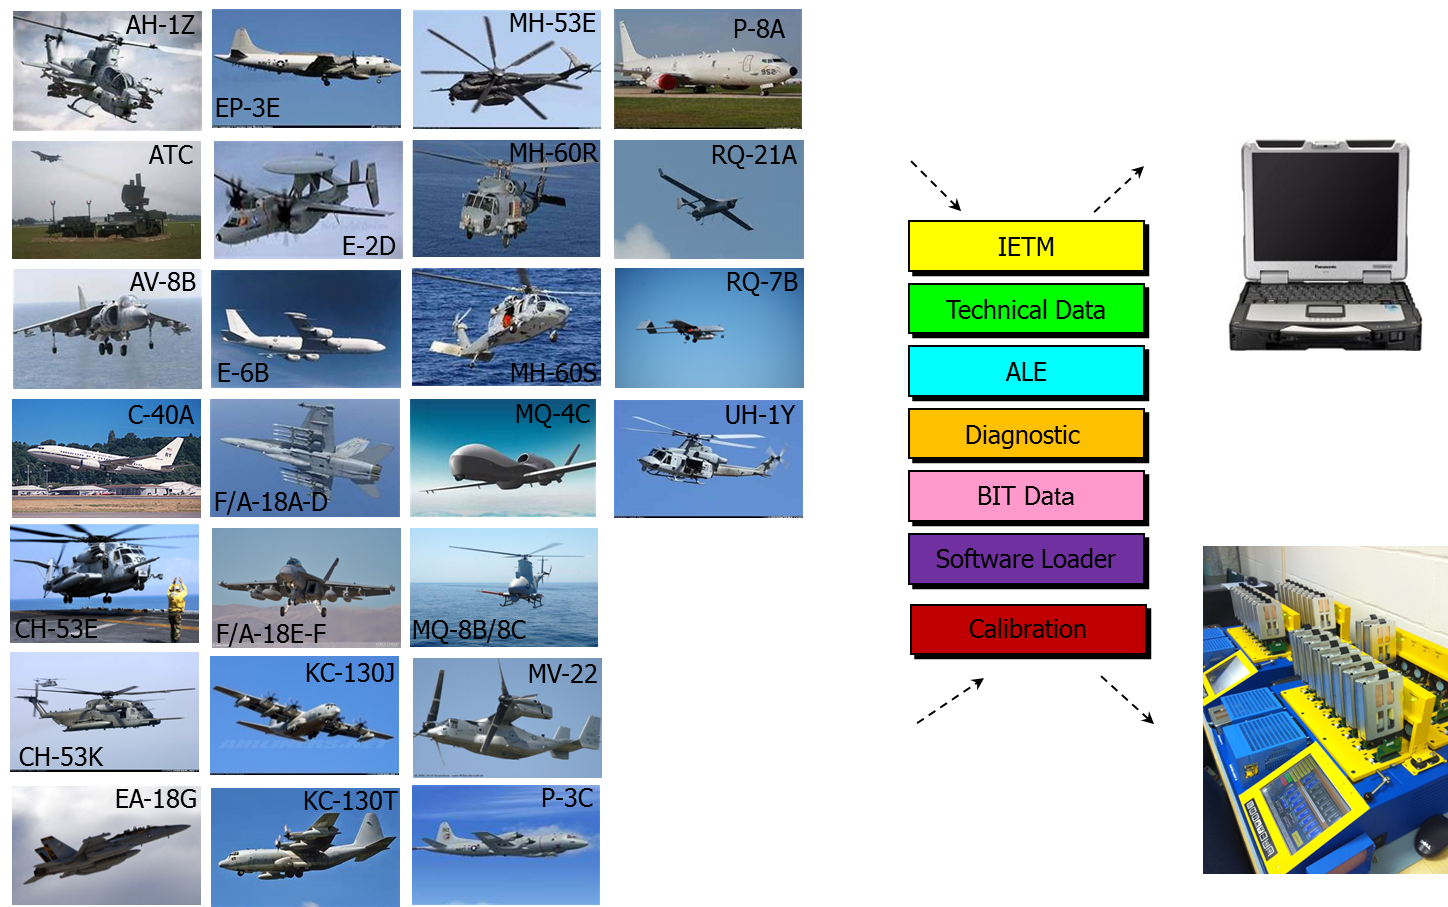 AH-1Z
EP-3E
MH-53E
P-8A
ATC
E-2D
MH-60R
RQ-21A
AV-8B
E-6B
MH-60S
RQ-7B
C-40A
F/A-18A-D
MQ-4C
UH-1Y
CH-53E
F/A-18E-F
MQ-8B/8C
CH-53K
KC-130J
MV-22
EA-18G
KC-130T
P-3C
IETM
Technical Data
ALE
Diagnostic
BIT Data
Software Loader
Calibration
Panasonic